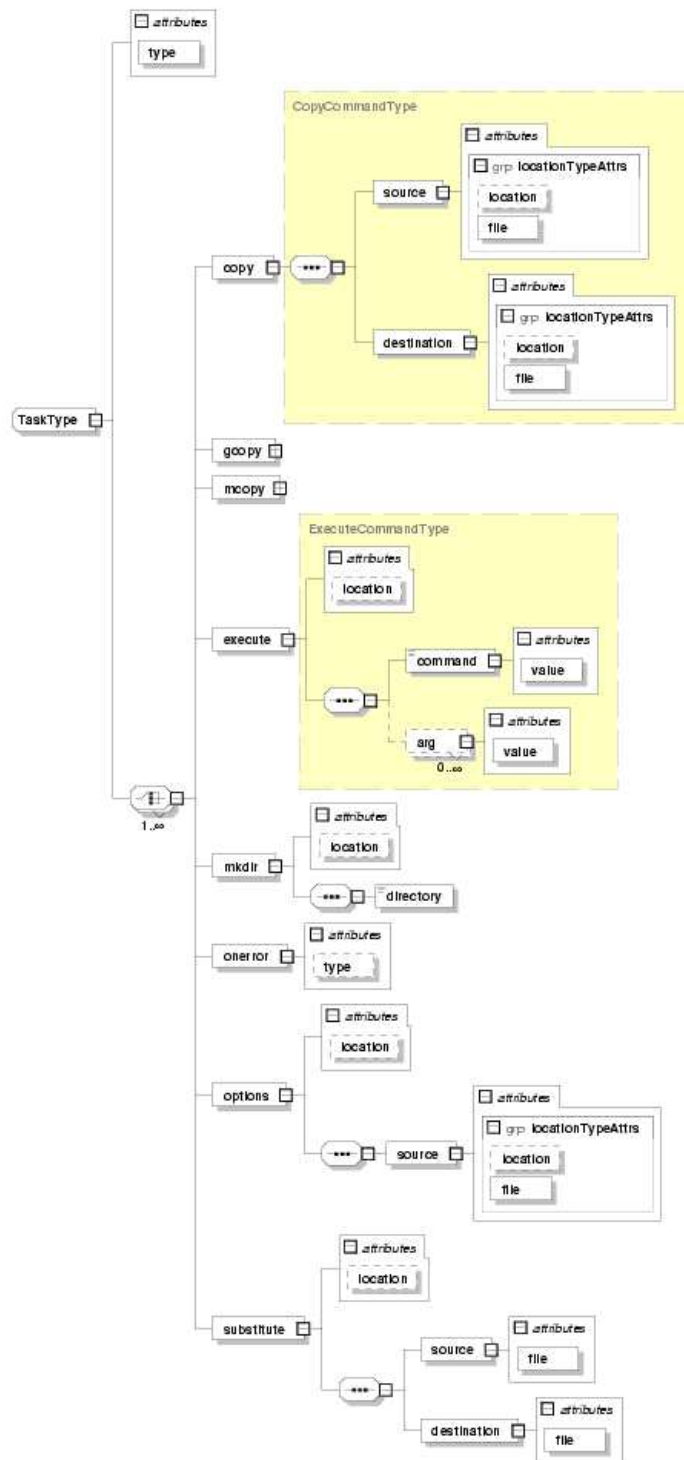 attributes
type
CopyCommandType
attributes
grp locationTypeAttrs
location
file
source
copy
attributes
grp locationTypeAttrs
location
file
destination
TaskType
gcopy
mcopy
ExecuteCommandType
attributes
location
execute
attributes
command
value
attributes
arg
value
0..∞
1..∞
attributes
location
mkdir
directory
attributes
onerror
type
attributes
location
options
attributes
grp locationTypeAttrs
source
location
file
attributes
location
substitute
attributes
source
file
attributes
destination
file